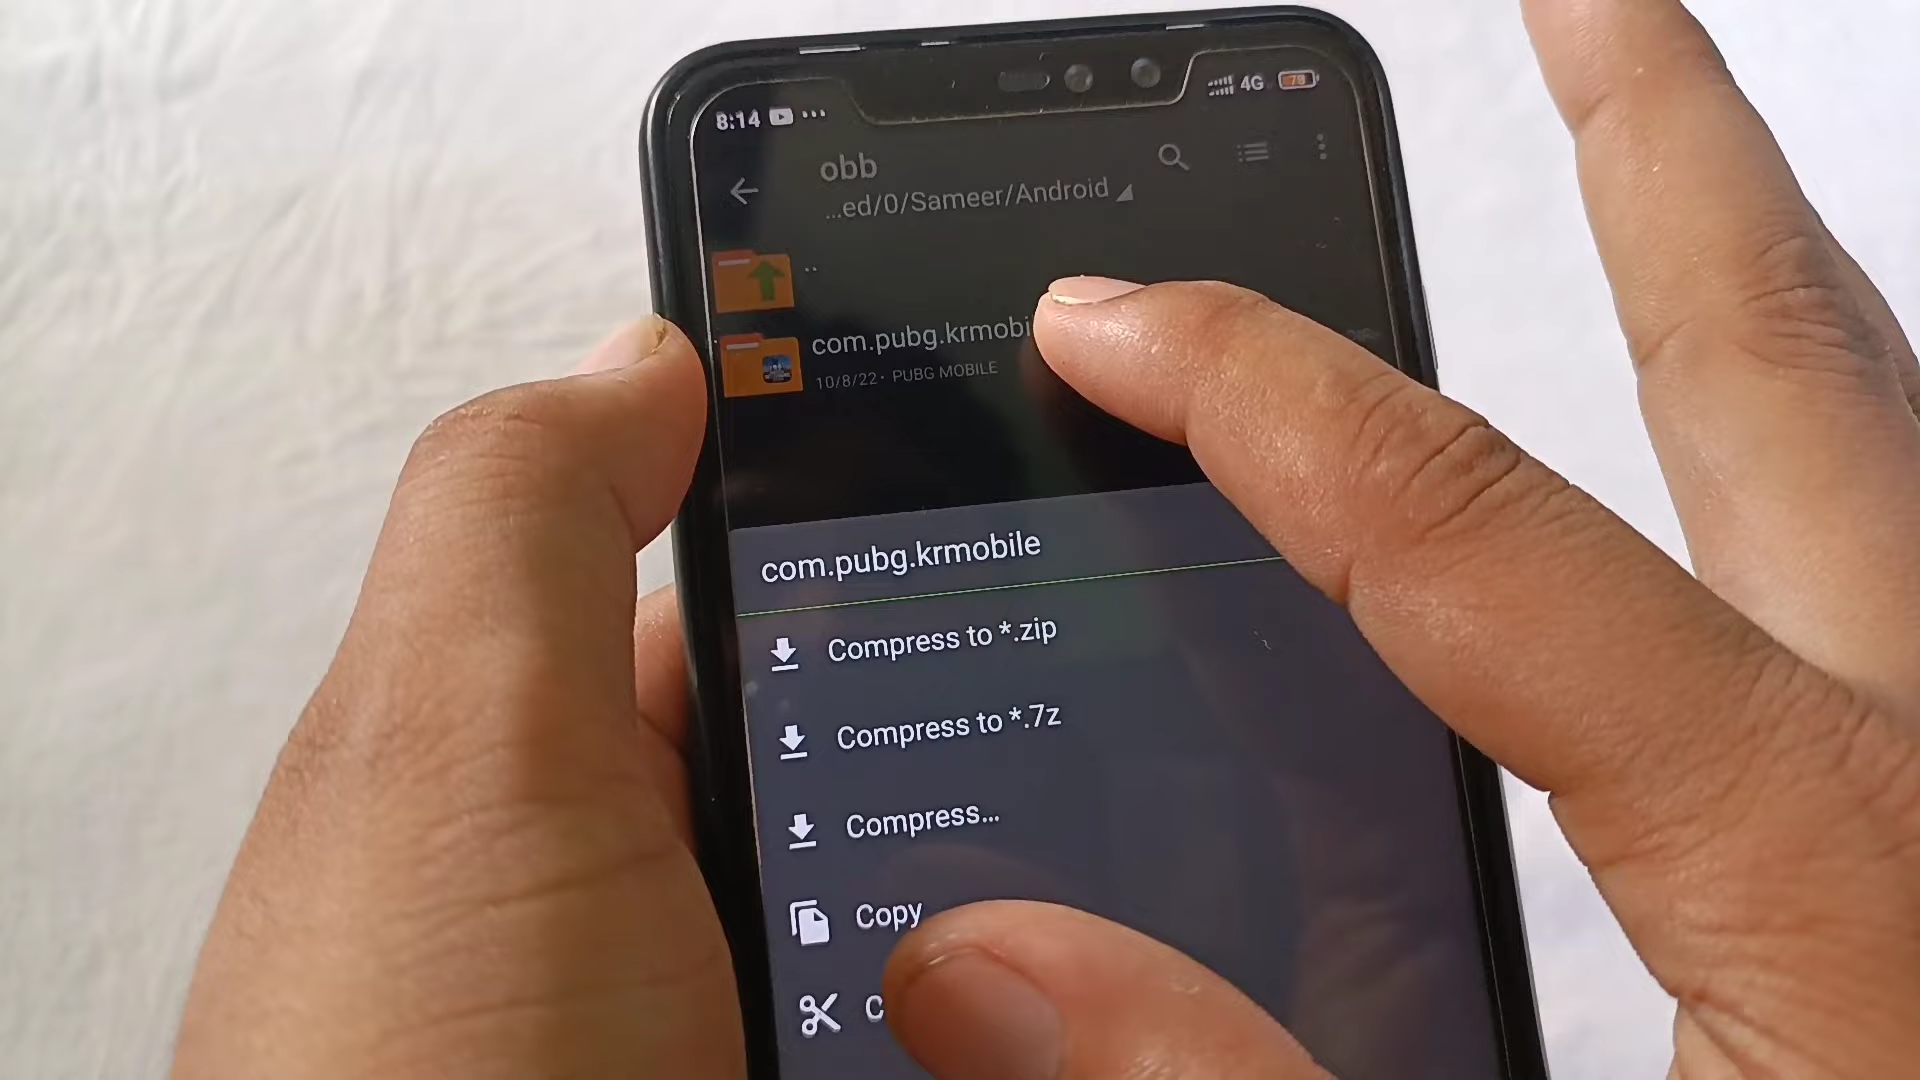 8:14 ...
4G 78
obb
...ed/0/Sameer/Android
..
com.pubg.krmobi
10/8/22 · PUBG MOBILE
com.pubg.krmobile
Compress to *.zip
Compress to *.7z
Compress...
Copy
C